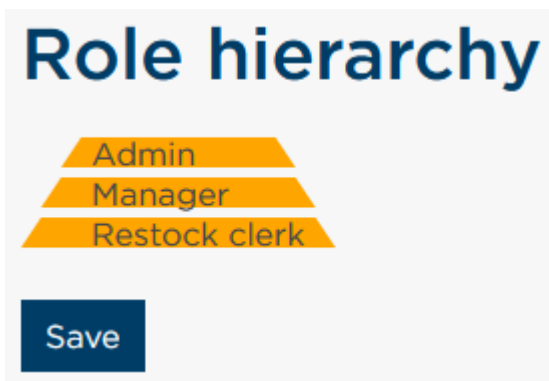 Role hierarchy
Admin
Manager
Restock clerk
Save